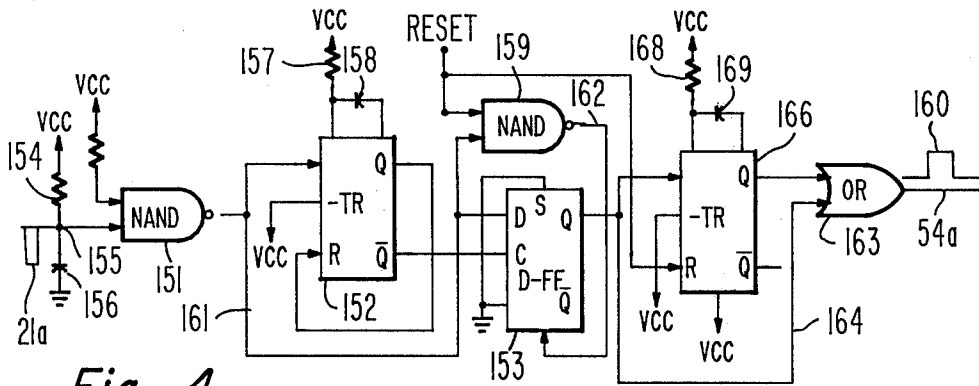 VCC
RESET
VCC
157
158
159
162
168
169
166
160
VCC
VCC
154
NAND
Q
Q
OR
NAND
-TR
S
D
Q
-TR
155
VCC
R
Q̅
C
R
Q̅
163
54a
151
D-FF
Q̅
156
161
152
VCC
164
21a
153
VCC
Fig. 4